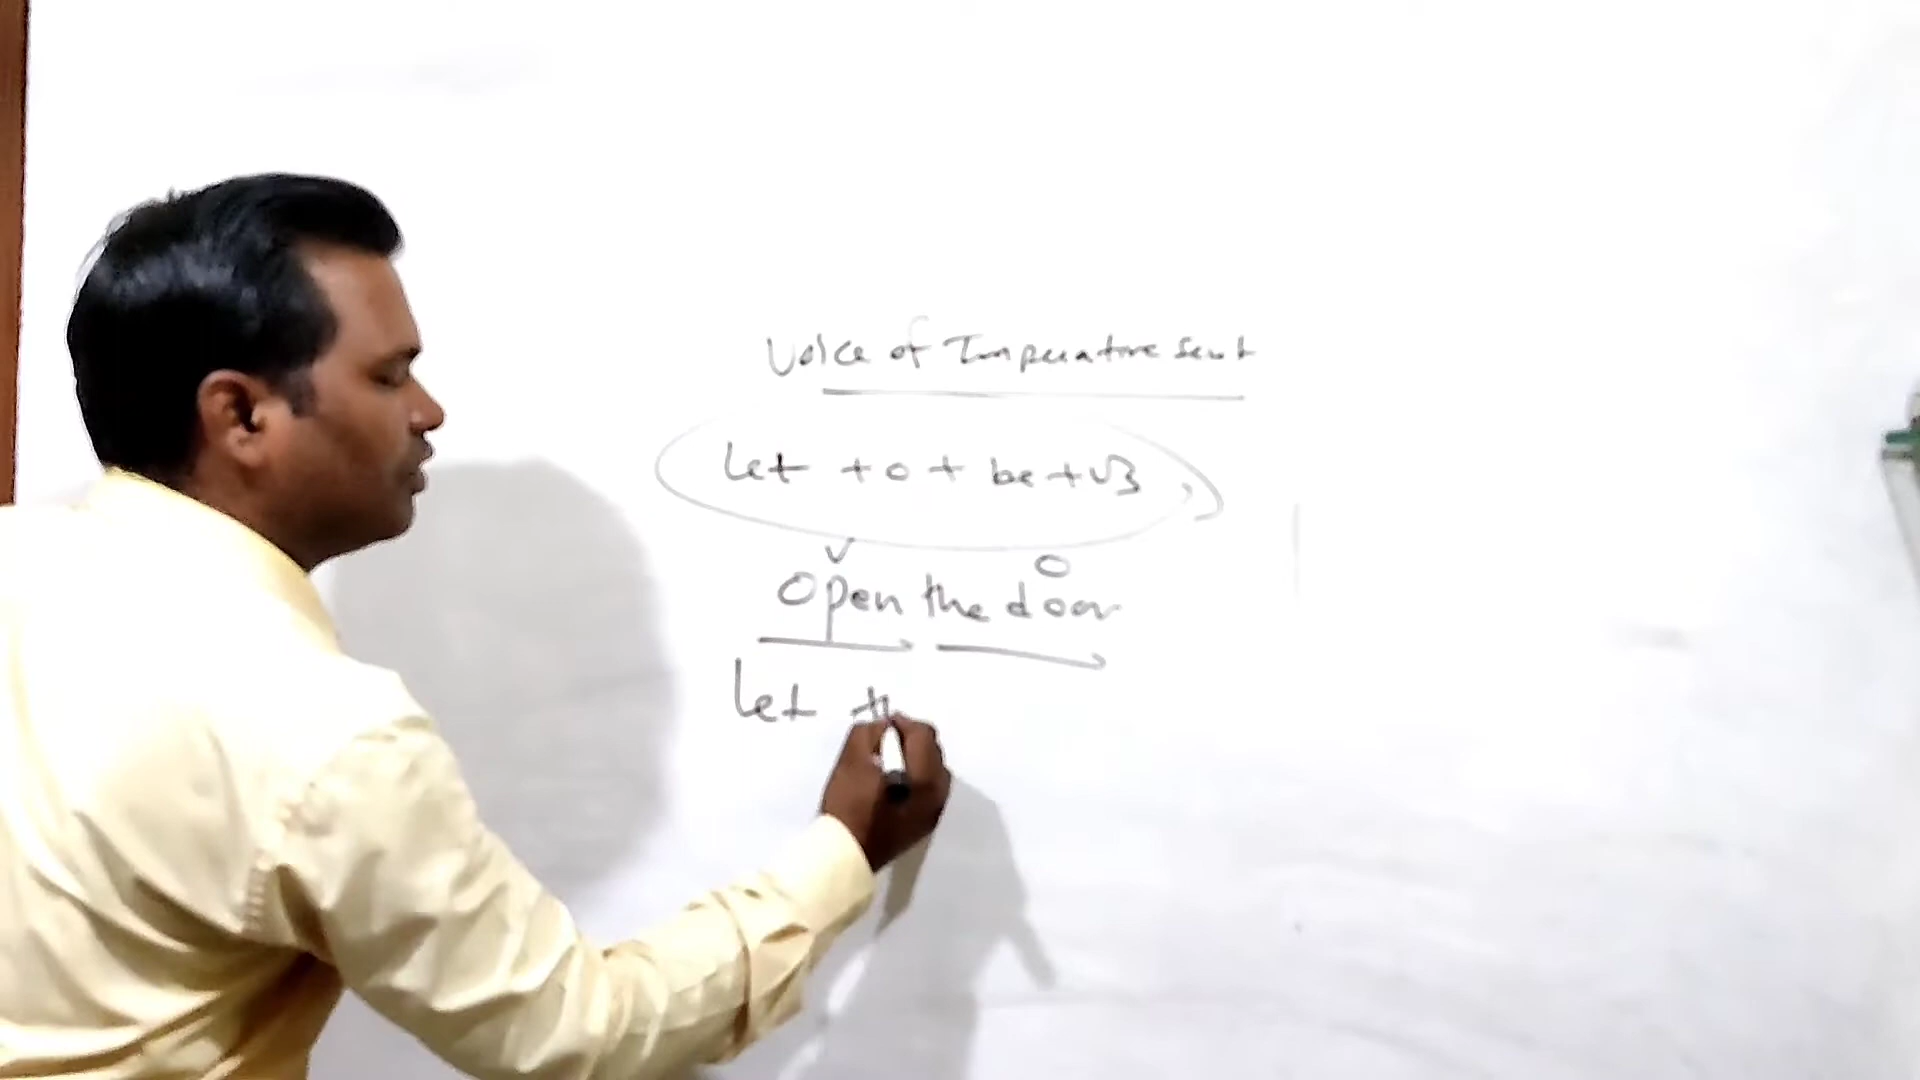 Voice of Imperative sent
Let + o + be + V3
V O
Open the door
Let th